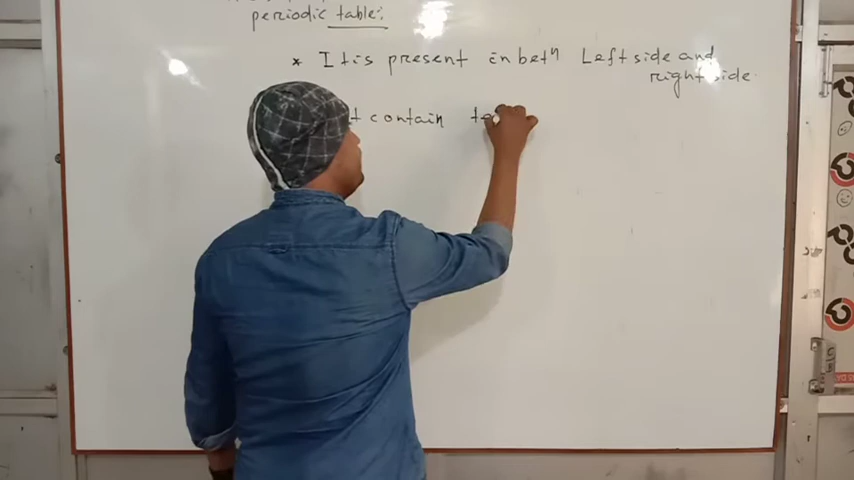 periodic table:
* It is present in betⁿ Left side and
right side
t contain te